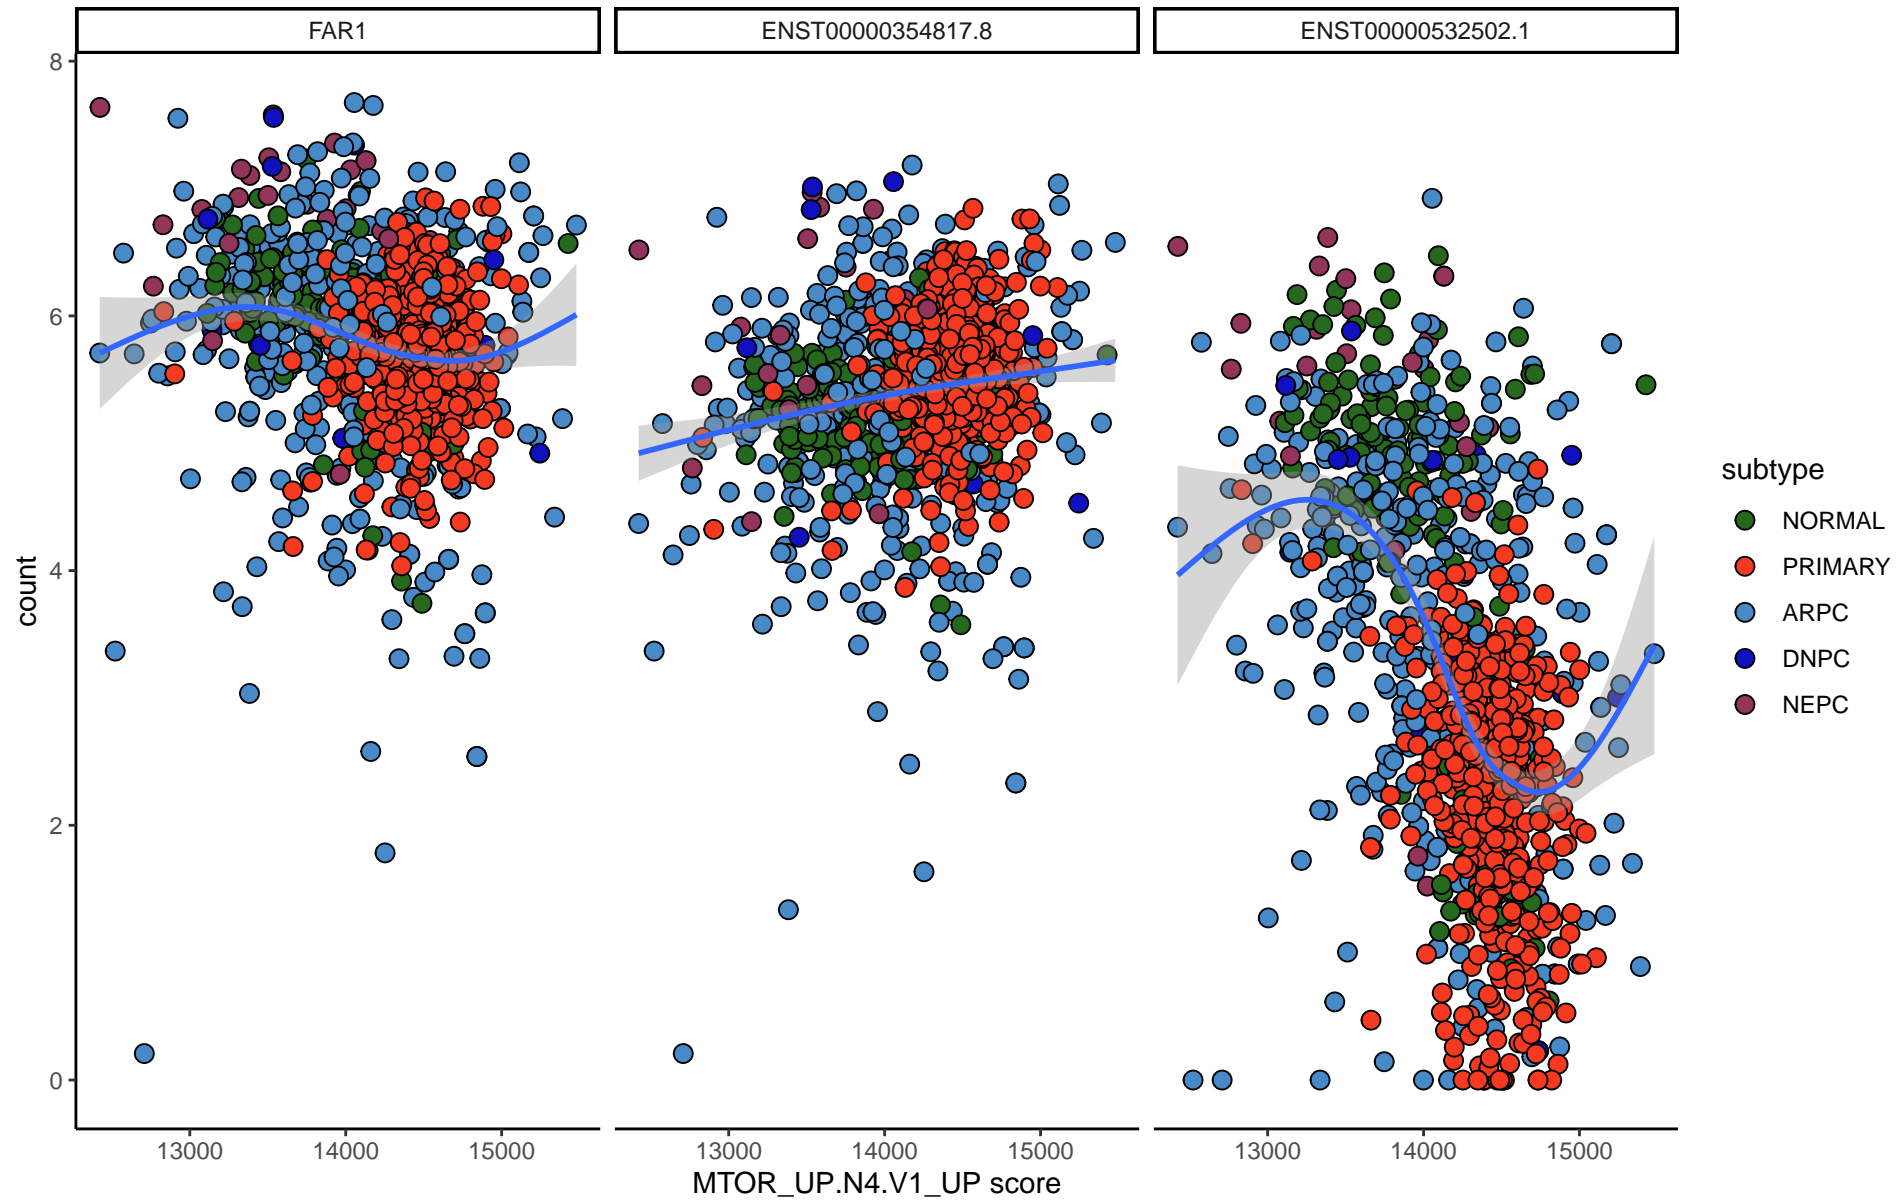 FAR1
ENST00000354817.8
ENST00000532502.1
8
6
4
2
0
count
13000 14000 15000
13000 14000 15000
13000 14000 15000
MTOR_UP.N4.V1_UP score
subtype
NORMAL
PRIMARY
ARPC
DNPC
NEPC